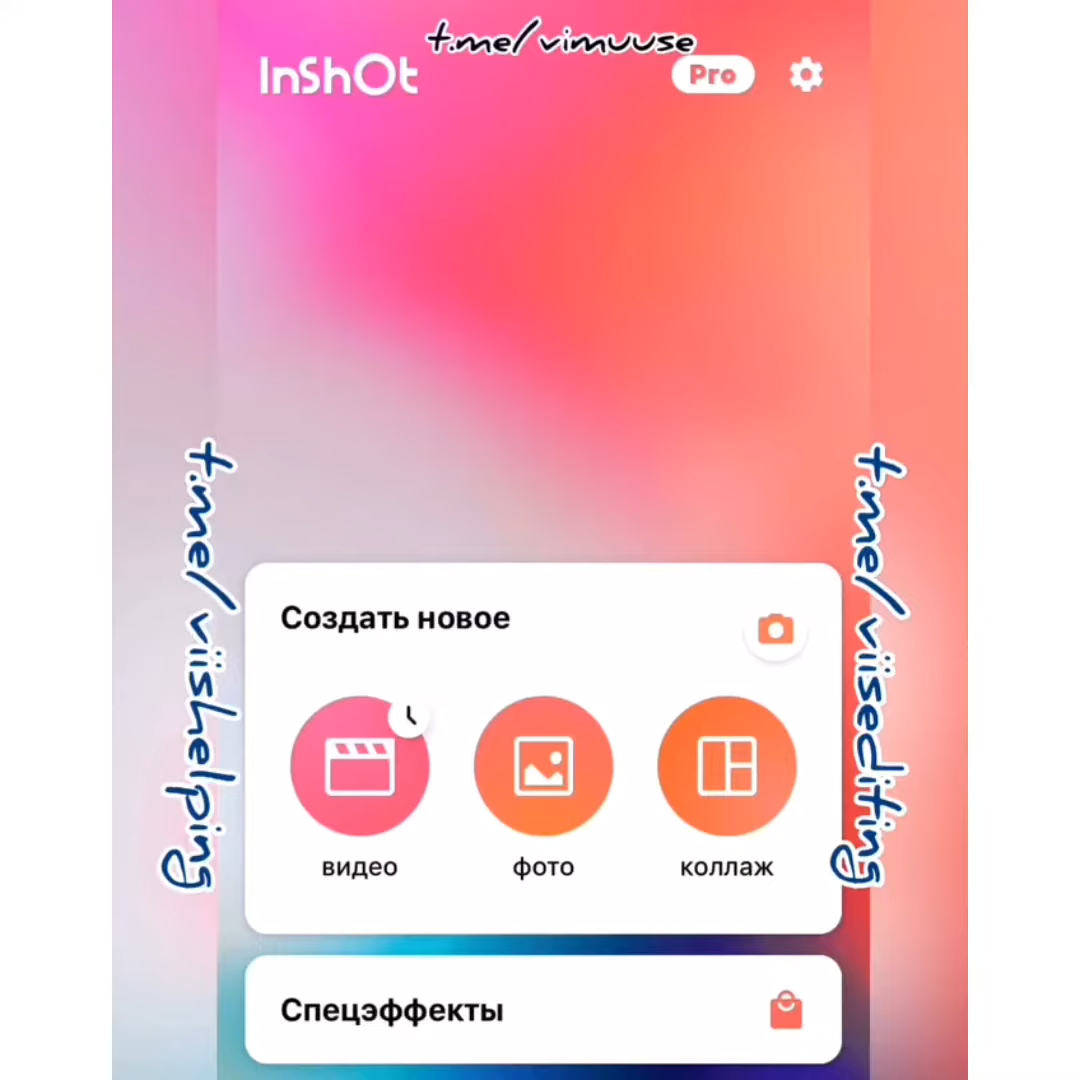 t.me/vimuuse
InShOt
Pro
t.me/viishelping
t.me/viisediting
Создать новое
видео
фото
коллаж
Спецэффекты